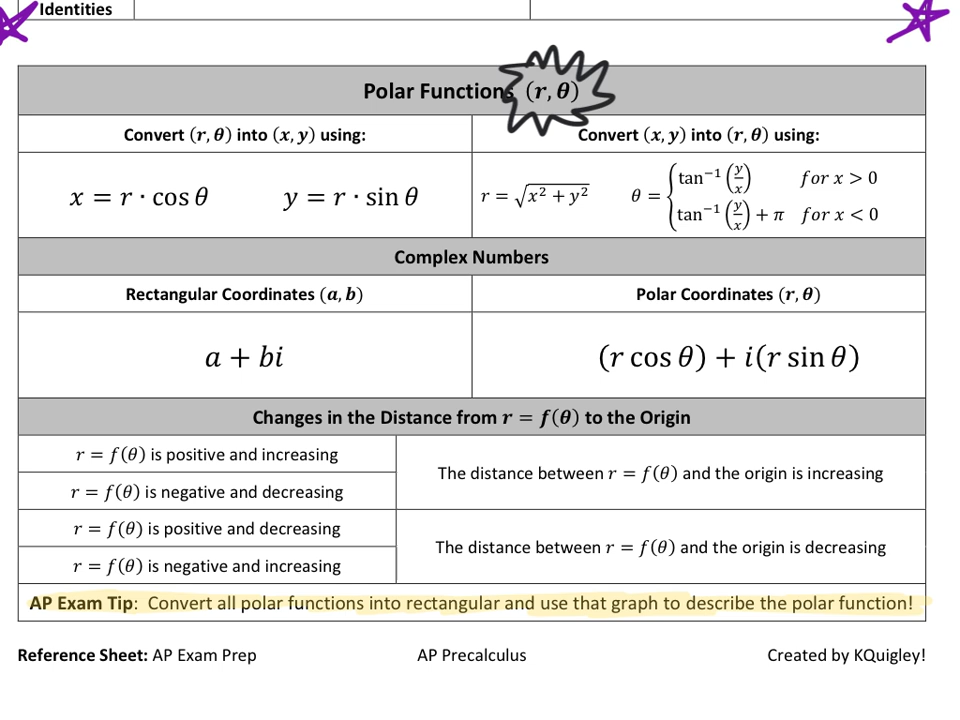 Identities
Polar Functions (r, θ)
Convert (r, θ) into (x, y) using:
Convert (x, y) into (r, θ) using:
x = r · cos θ y = r · sin θ
r = √(x² + y²) θ = { tan⁻¹(y/x) for x > 0
tan⁻¹(y/x) + π for x < 0
Complex Numbers
Rectangular Coordinates (a, b)
Polar Coordinates (r, θ)
a + bi
(r cos θ) + i(r sin θ)
Changes in the Distance from r = f(θ) to the Origin
r = f(θ) is positive and increasing
r = f(θ) is negative and decreasing
The distance between r = f(θ) and the origin is increasing
r = f(θ) is positive and decreasing
r = f(θ) is negative and increasing
The distance between r = f(θ) and the origin is decreasing
AP Exam Tip: Convert all polar functions into rectangular and use that graph to describe the polar function!
Reference Sheet: AP Exam Prep
AP Precalculus
Created by KQuigley!